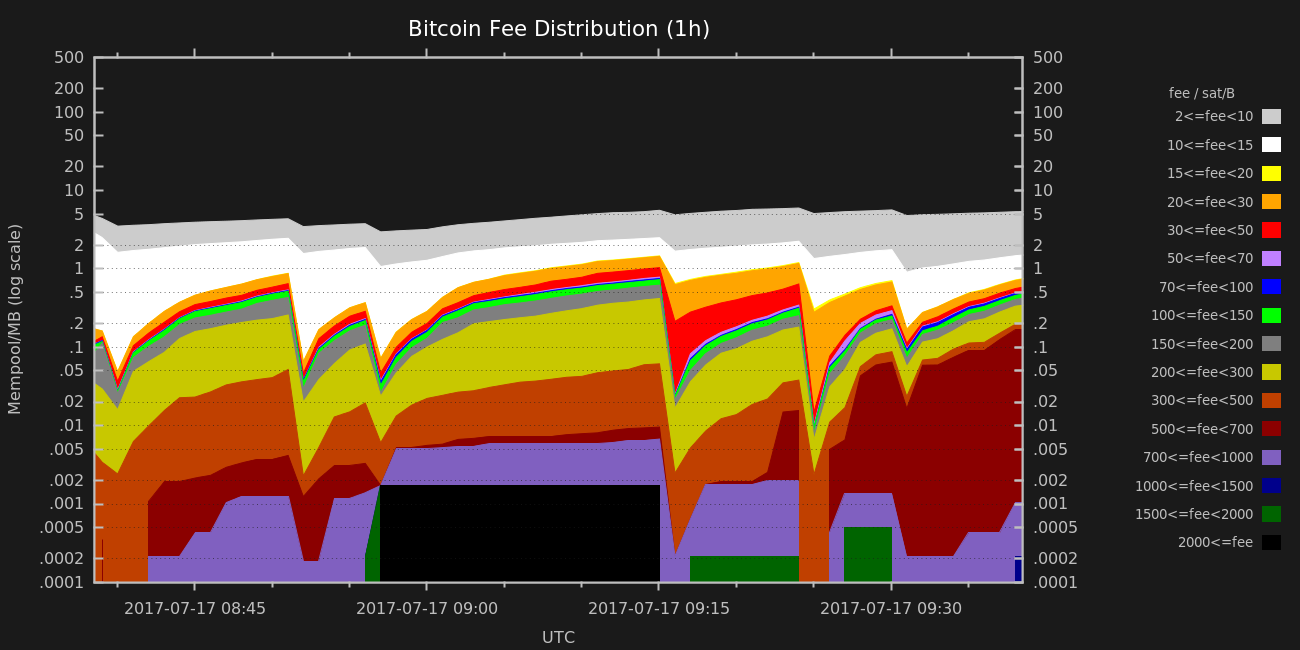 Bitcoin Fee Distribution (1h)
500
200
100
50
20
10
5
2
1
.5
.2
.1
.05
.02
.01
.005
.002
.001
.0005
.0002
.0001
Mempool/MB (log scale)
500
200
100
50
20
10
5
2
1
.5
.2
.1
.05
.02
.01
.005
.002
.001
.0005
.0002
.0001
2017-07-17 08:45
2017-07-17 09:00
2017-07-17 09:15
2017-07-17 09:30
UTC
fee / sat/B
2<=fee<10
10<=fee<15
15<=fee<20
20<=fee<30
30<=fee<50
50<=fee<70
70<=fee<100
100<=fee<150
150<=fee<200
200<=fee<300
300<=fee<500
500<=fee<700
700<=fee<1000
1000<=fee<1500
1500<=fee<2000
2000<=fee